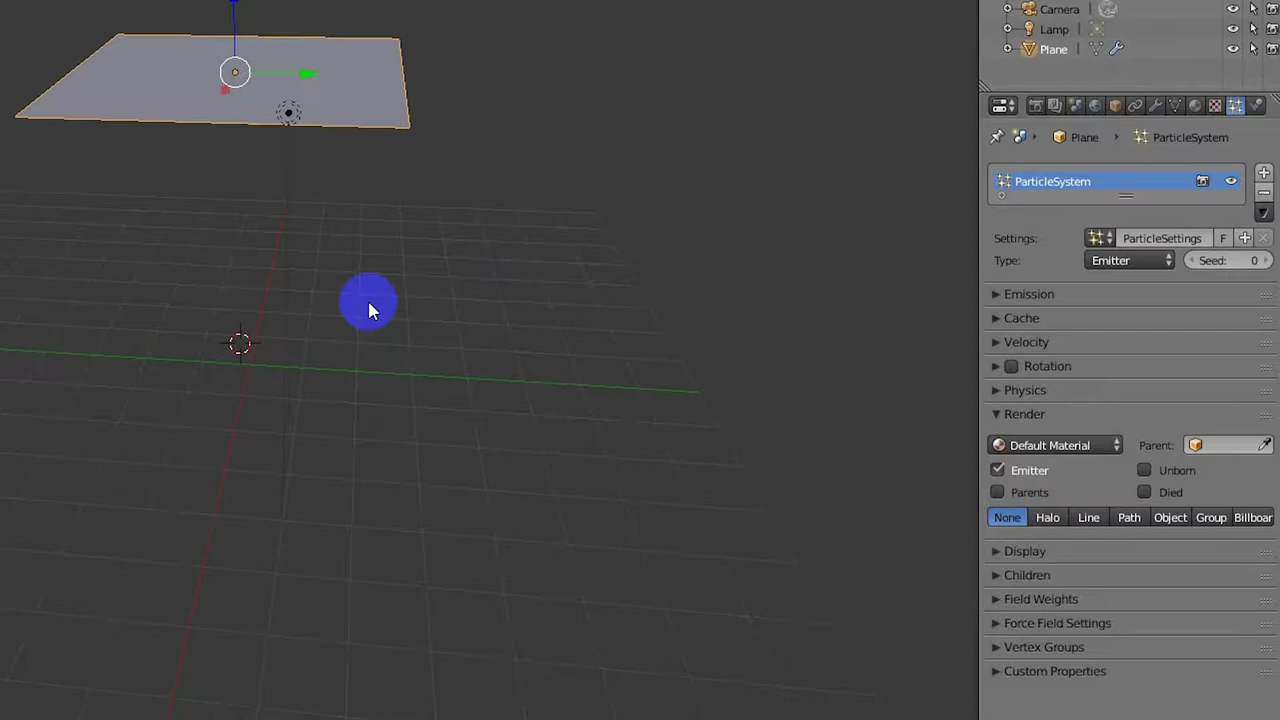 Camera
Lamp
Plane
Plane ParticleSystem
ParticleSystem
Settings: ParticleSettings F
Type: Emitter Seed: 0
Emission
Cache
Velocity
Rotation
Physics
Render
Default Material Parent:
Emitter Unborn
Parents Died
None Halo Line Path Object Group Billboar
Display
Children
Field Weights
Force Field Settings
Vertex Groups
Custom Properties